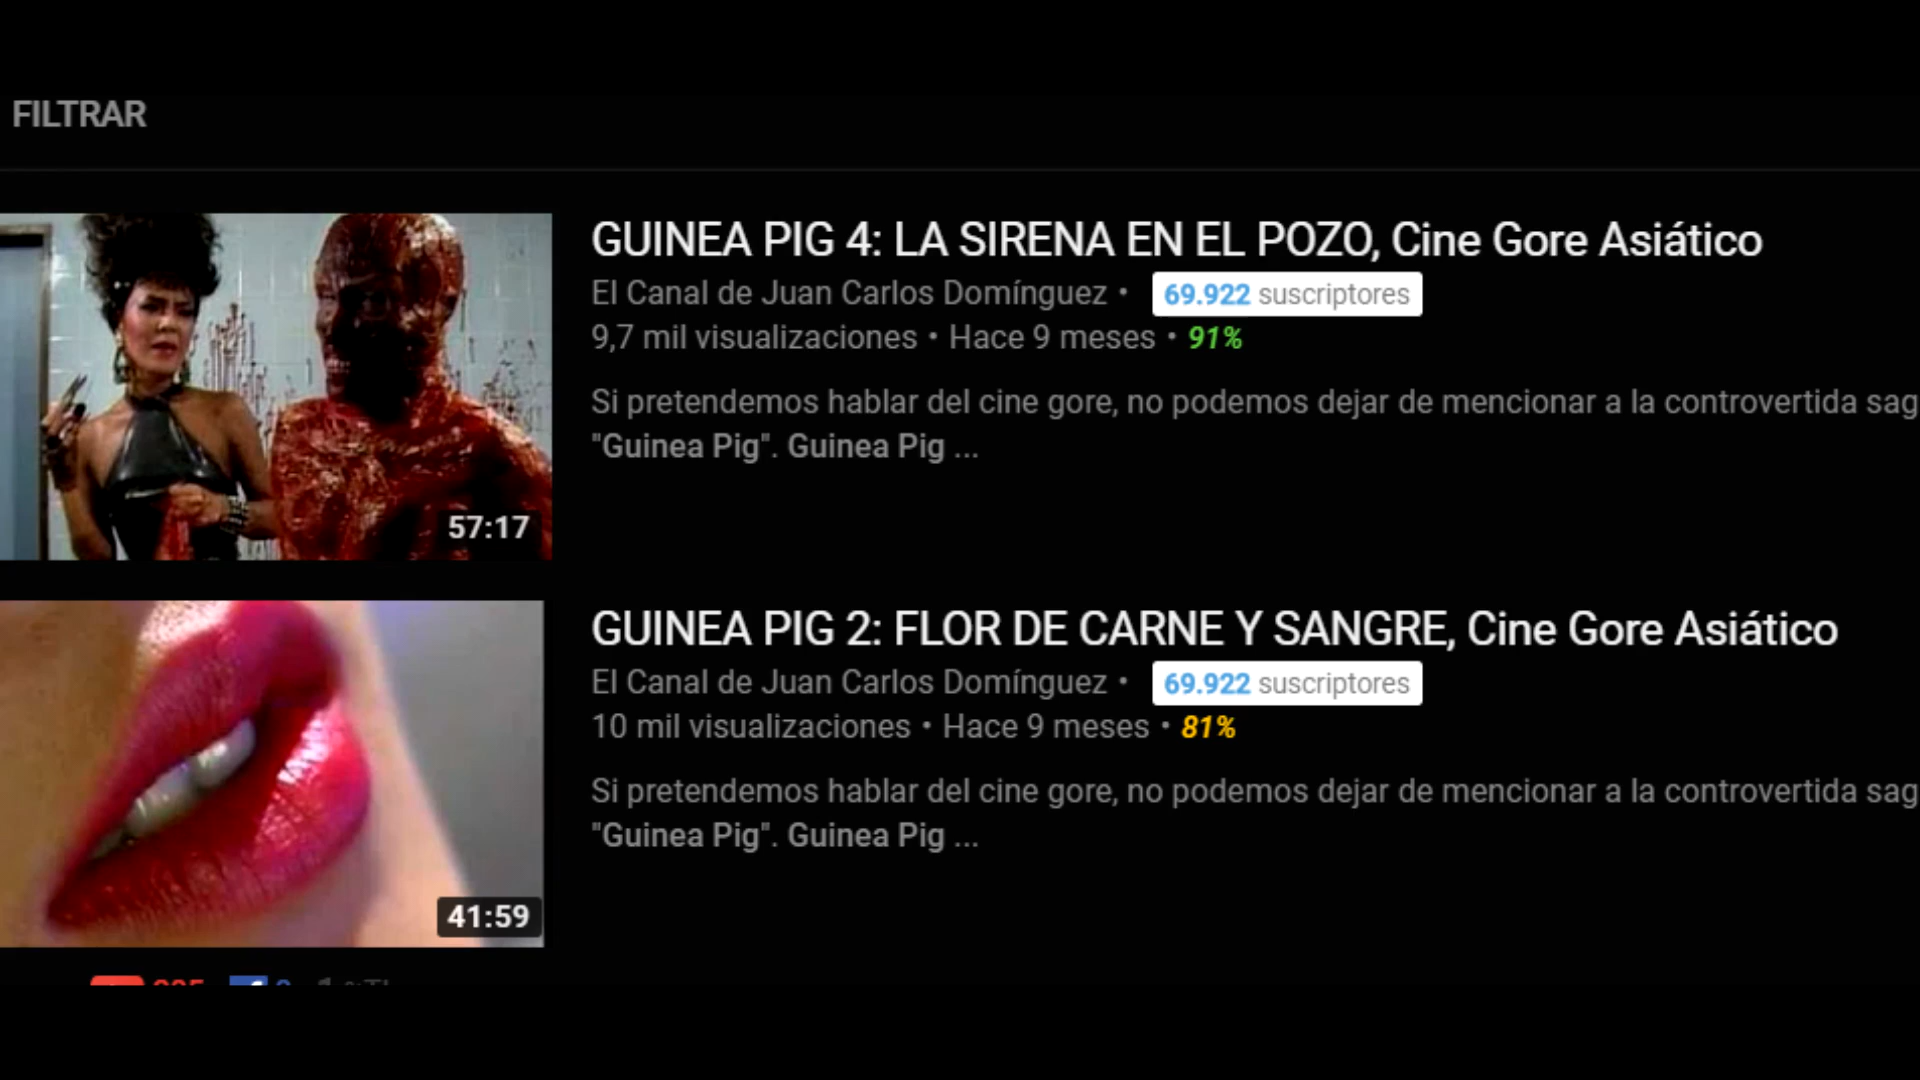 FILTRAR
GUINEA PIG 4: LA SIRENA EN EL POZO, Cine Gore Asiático
El Canal de Juan Carlos Domínguez • 69.922 suscriptores
9,7 mil visualizaciones • Hace 9 meses • 91%
Si pretendemos hablar del cine gore, no podemos dejar de mencionar a la controvertida sag
"Guinea Pig". Guinea Pig ...
57:17
GUINEA PIG 2: FLOR DE CARNE Y SANGRE, Cine Gore Asiático
El Canal de Juan Carlos Domínguez • 69.922 suscriptores
10 mil visualizaciones • Hace 9 meses • 81%
Si pretendemos hablar del cine gore, no podemos dejar de mencionar a la controvertida sag
"Guinea Pig". Guinea Pig ...
41:59